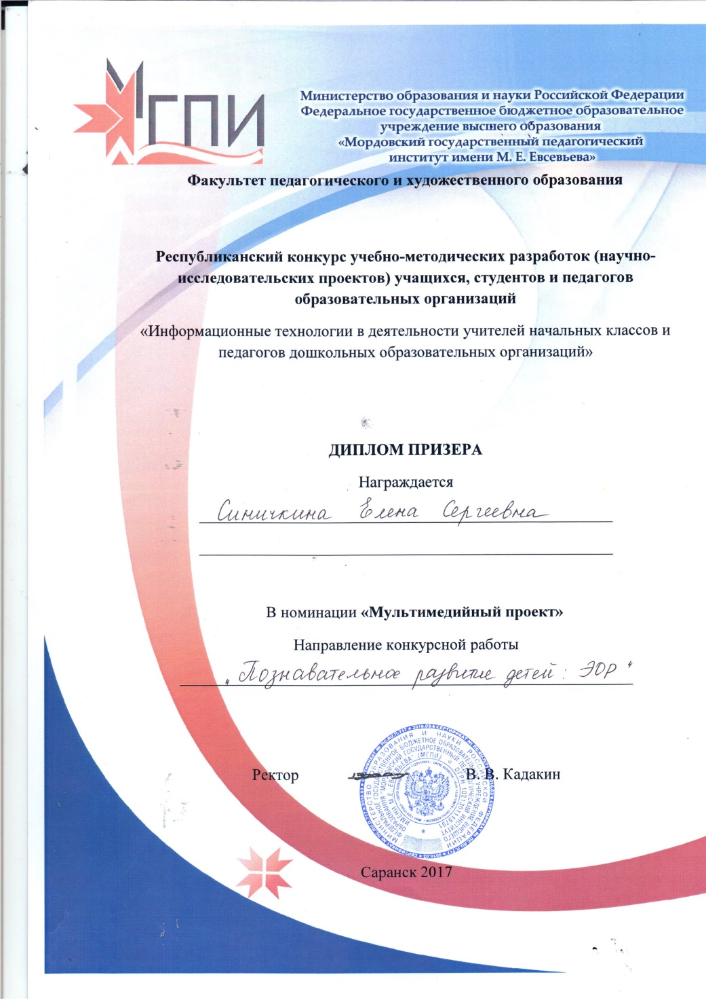 МГПИ
Министерство образования и науки Российской Федерации
Федеральное государственное бюджетное образовательное
учреждение высшего образования
«Мордовский государственный педагогический
институт имени М. Е. Евсевьева»
Факультет педагогического и художественного образования
Республиканский конкурс учебно-методических разработок (научно-
исследовательских проектов) учащихся, студентов и педагогов
образовательных организаций
«Информационные технологии в деятельности учителей начальных классов и
педагогов дошкольных образовательных организаций»
ДИПЛОМ ПРИЗЕРА
Награждается
Синичкина Елена Сергеевна
В номинации «Мультимедийный проект»
Направление конкурсной работы
„Познавательное развитие детей: ЭОР"
Ректор В. В. Кадакин
Саранск 2017